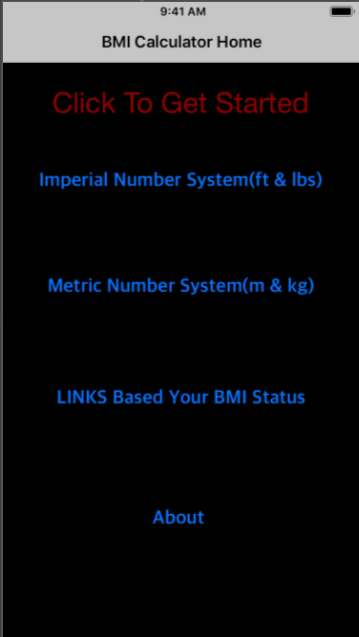 9:41 AM
BMI Calculator Home
Click To Get Started
Imperial Number System(ft & lbs)
Metric Number System(m & kg)
LINKS Based Your BMI Status
About